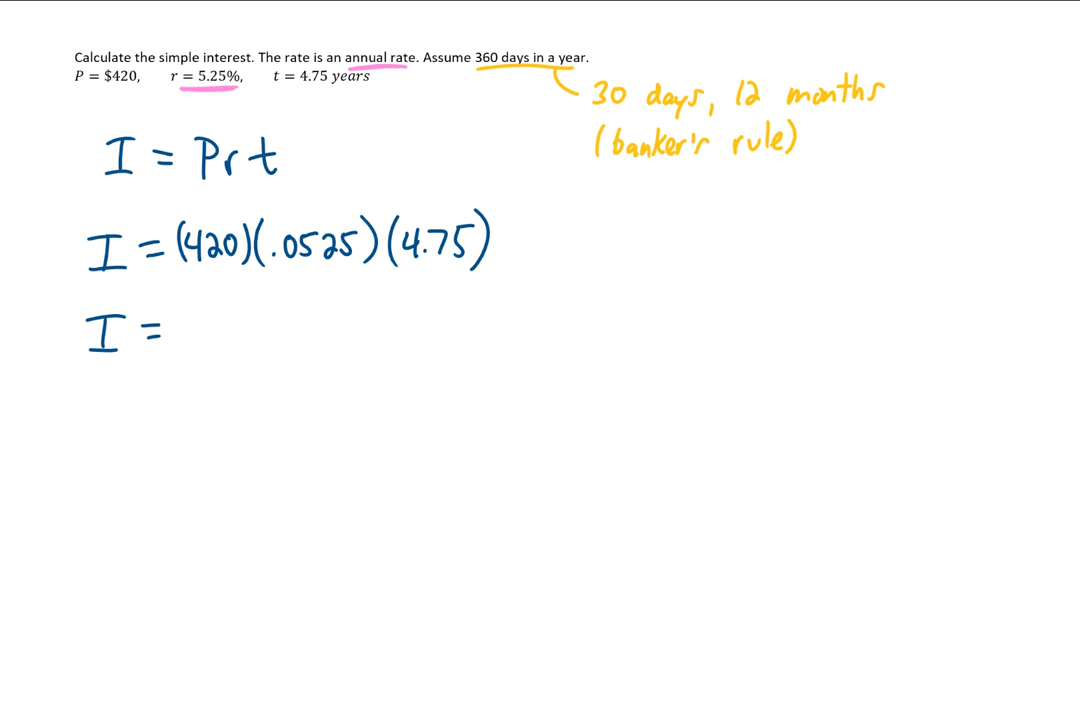 Calculate the simple interest. The rate is an annual rate. Assume 360 days in a year.
P = $420, r = 5.25%, t = 4.75 years
30 days, 12 months
(banker's rule)
I = Prt
I = (420)(.0525)(4.75)
I =